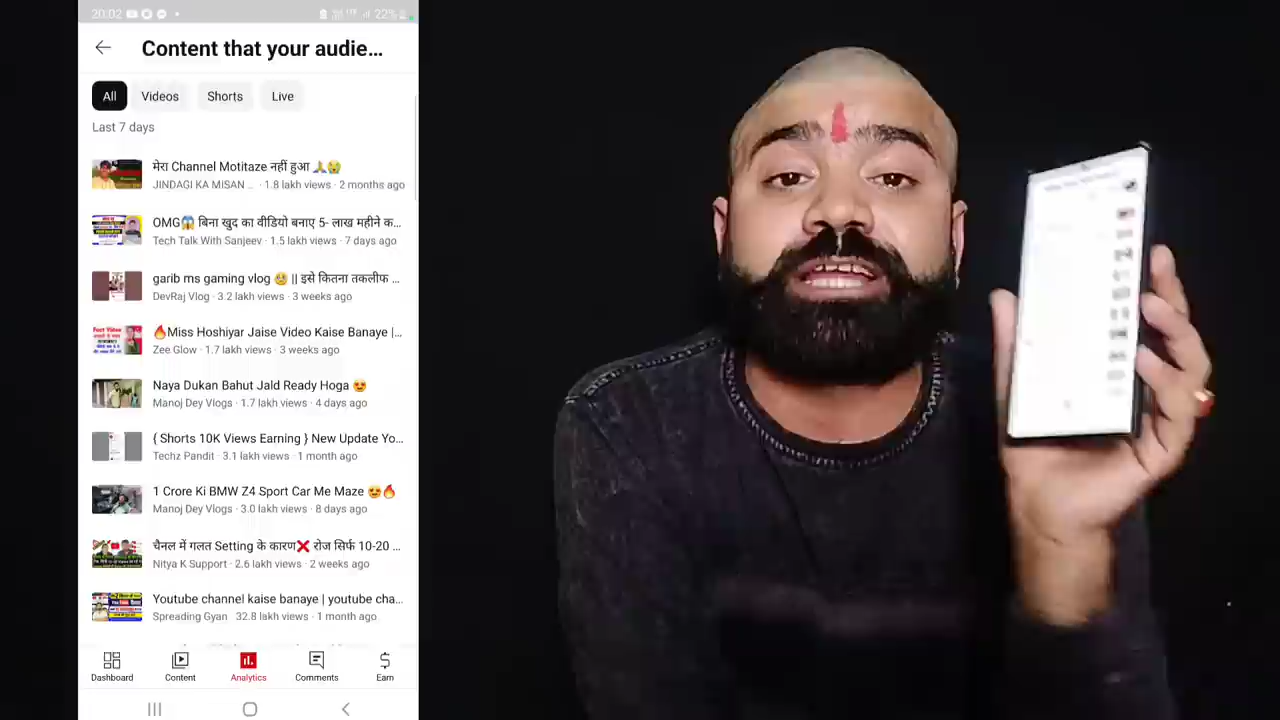 20:02
22%
Content that your audie...
All Videos Shorts Live
Last 7 days
मेरा Channel Motitaze नहीं हुआ 🙏😭
JINDAGI KA MISAN ... · 1.8 lakh views · 2 months ago
OMG😱 बिना खुद का वीडियो बनाए 5- लाख महीने क...
Tech Talk With Sanjeev · 1.5 lakh views · 7 days ago
garib ms gaming vlog 🥺 || इसे कितना तकलीफ ...
DevRaj Vlog · 3.2 lakh views · 3 weeks ago
🔥Miss Hoshiyar Jaise Video Kaise Banaye |...
Zee Glow · 1.7 lakh views · 3 weeks ago
Naya Dukan Bahut Jald Ready Hoga 😍
Manoj Dey Vlogs · 1.7 lakh views · 4 days ago
{ Shorts 10K Views Earning } New Update Yo...
Techz Pandit · 3.1 lakh views · 1 month ago
1 Crore Ki BMW Z4 Sport Car Me Maze 😍🔥
Manoj Dey Vlogs · 3.0 lakh views · 8 days ago
चैनल में गलत Setting के कारण❌ रोज सिर्फ 10-20 ...
Nitya K Support · 2.6 lakh views · 2 weeks ago
Youtube channel kaise banaye | youtube cha...
Spreading Gyan · 32.8 lakh views · 1 month ago
Dashboard Content Analytics Comments Earn